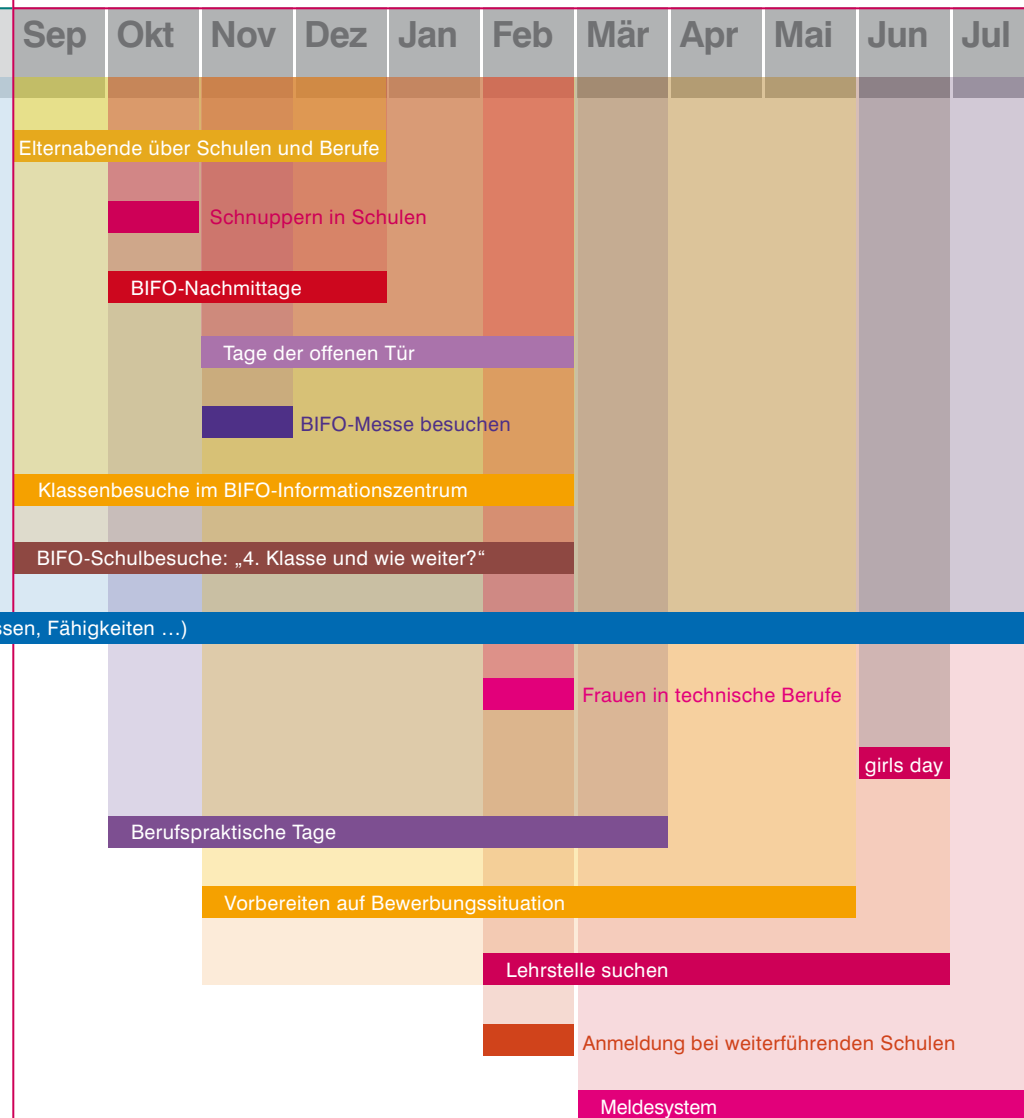 Sep Okt Nov Dez Jan Feb Mär Apr Mai Jun Jul
Elternabende über Schulen und Berufe
Schnuppern in Schulen
BIFO-Nachmittage
Tage der offenen Tür
BIFO-Messe besuchen
Klassenbesuche im BIFO-Informationszentrum
BIFO-Schulbesuche: „4. Klasse und wie weiter?“
ssen, Fähigkeiten …)
Frauen in technische Berufe
girls day
Berufspraktische Tage
Vorbereiten auf Bewerbungssituation
Lehrstelle suchen
Anmeldung bei weiterführenden Schulen
Meldesystem